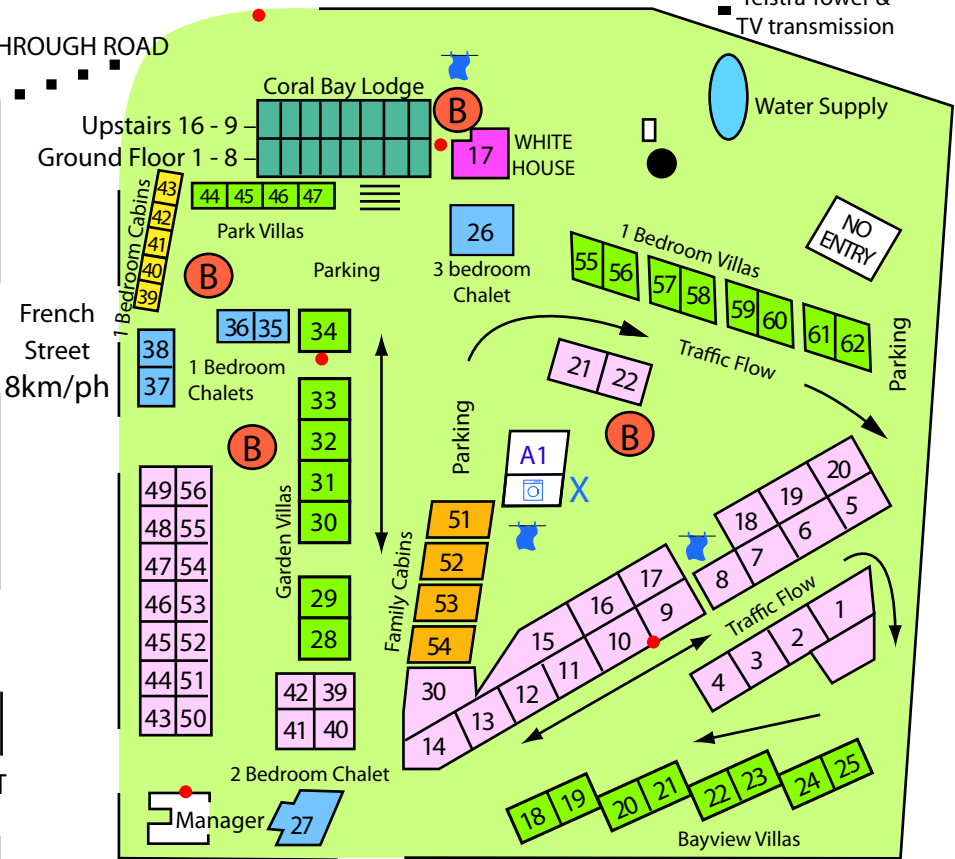 Telstra Tower &
TV transmission
HROUGH ROAD
Coral Bay Lodge
B
Water Supply
Upstairs 16 - 9
Ground Floor 1 - 8
17
WHITE
HOUSE
43
42
41
40
39
1 Bedroom Cabins
44 45 46 47
Park Villas
26
3 bedroom
Chalet
NO
ENTRY
1 Bedroom Villas
55 56 57 58 59 60 61 62
Parking
B
Parking
French
Street
8km/ph
36 35
34
38
37
1 Bedroom
Chalets
Traffic Flow
21 22
B
33
32
31
30
29
28
Garden Villas
B
Parking
A1
X
49 56
48 55
47 54
46 53
45 52
44 51
43 50
51
52
53
54
Family Cabins
20
19
18
5
6
7
8
17
16
15
9
10
11
12
13
14
30
Traffic Flow
1
2
3
4
42 39
41 40
2 Bedroom Chalet
T
Manager
27
18 19 20 21 22 23 24 25
Bayview Villas